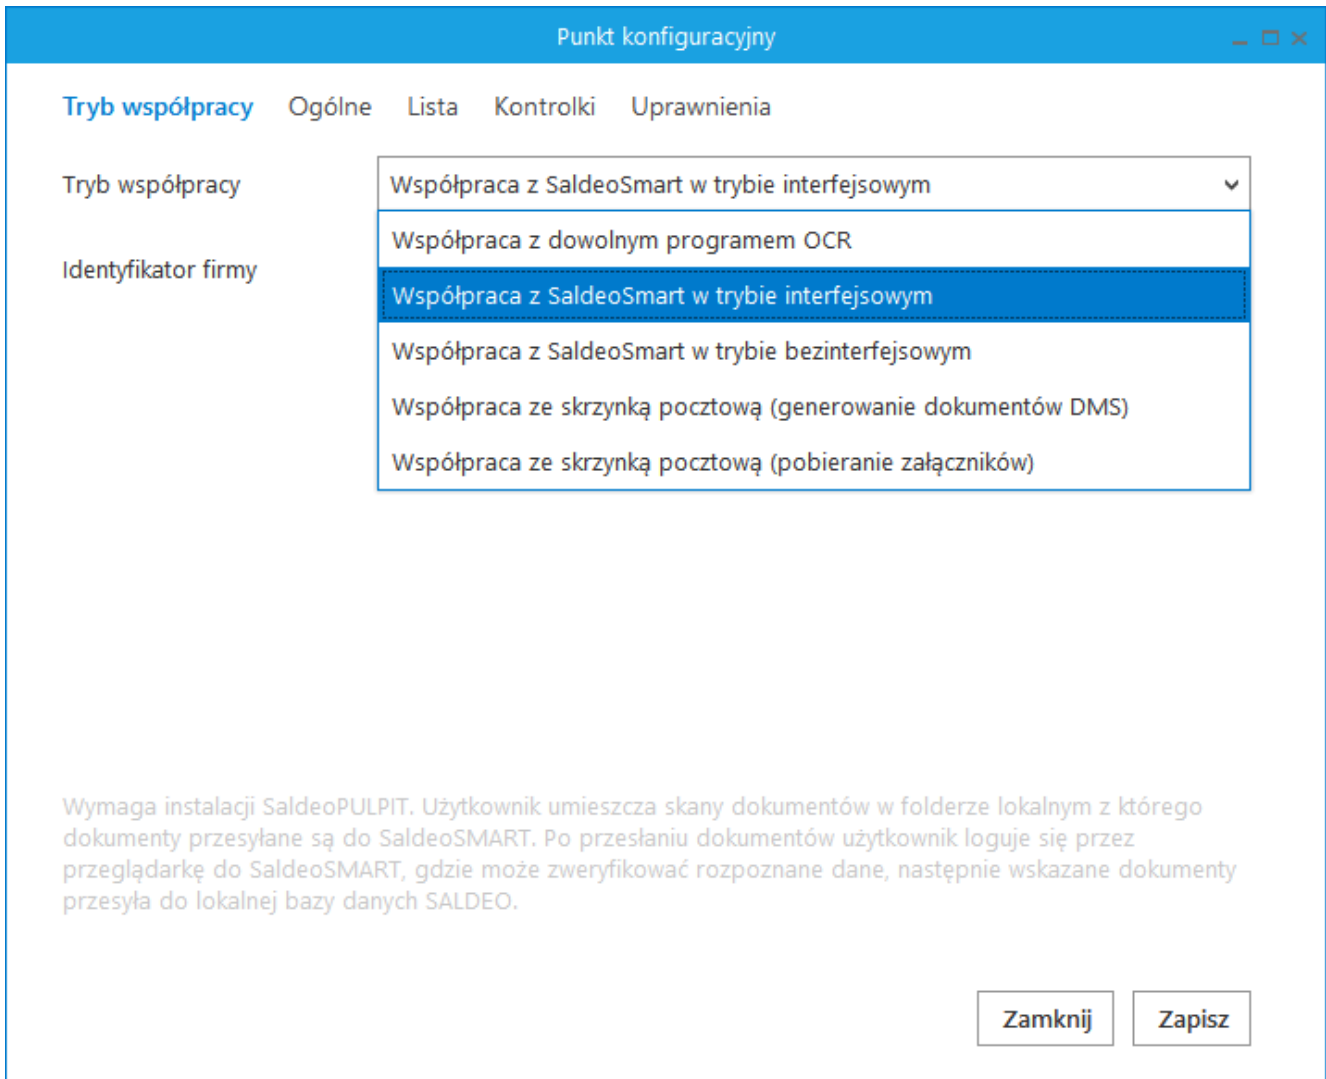 Punkt konfiguracyjny
Tryb współpracy Ogólne Lista Kontrolki Uprawnienia
Tryb współpracy Współpraca z SaldeoSmart w trybie interfejsowym
Współpraca z dowolnym programem OCR
Identyfikator firmy
Współpraca z SaldeoSmart w trybie interfejsowym
Współpraca z SaldeoSmart w trybie bezinterfejsowym
Współpraca ze skrzynką pocztową (generowanie dokumentów DMS)
Współpraca ze skrzynką pocztową (pobieranie załączników)
Wymaga instalacji SaldeoPULPIT. Użytkownik umieszcza skany dokumentów w folderze lokalnym z którego
dokumenty przesyłane są do SaldeoSMART. Po przesłaniu dokumentów użytkownik loguje się przez
przeglądarkę do SaldeoSMART, gdzie może zweryfikować rozpoznane dane, następnie wskazane dokumenty
przesyła do lokalnej bazy danych SALDEO.
Zamknij Zapisz